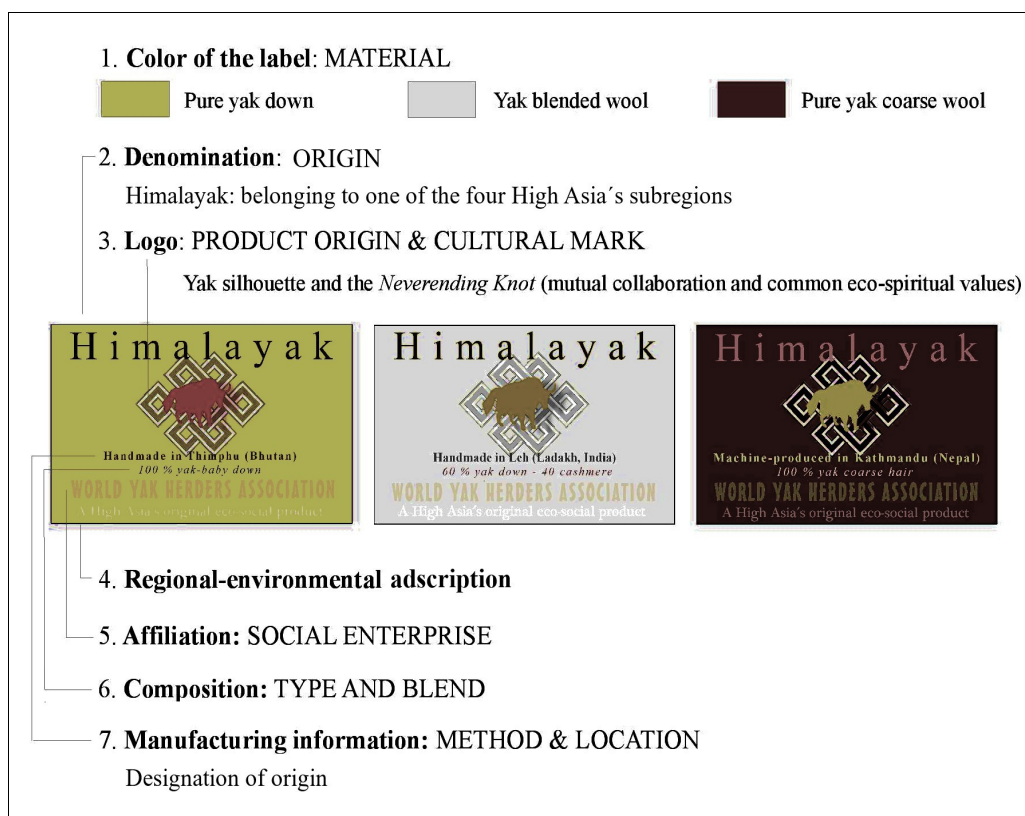 1. Color of the label: MATERIAL
Pure yak down
Yak blended wool
Pure yak coarse wool
2. Denomination: ORIGIN
Himalayak: belonging to one of the four High Asia´s subregions
3. Logo: PRODUCT ORIGIN & CULTURAL MARK
Yak silhouette and the Neverending Knot (mutual collaboration and common eco-spiritual values)
Himalayak
Handmade in Thimphu (Bhutan)
100 % yak-baby down
WORLD YAK HERDERS ASSOCIATION
A High Asia´s original eco-social product
Himalayak
Handmade in Leh (Ladakh, India)
60 % yak down - 40 cashmere
WORLD YAK HERDERS ASSOCIATION
A High Asia´s original eco-social product
Himalayak
Machine-produced in Kathmandu (Nepal)
100 % yak coarse hair
WORLD YAK HERDERS ASSOCIATION
A High Asia´s original eco-social product
4. Regional-environmental adscription
5. Affiliation: SOCIAL ENTERPRISE
6. Composition: TYPE AND BLEND
7. Manufacturing information: METHOD & LOCATION
Designation of origin